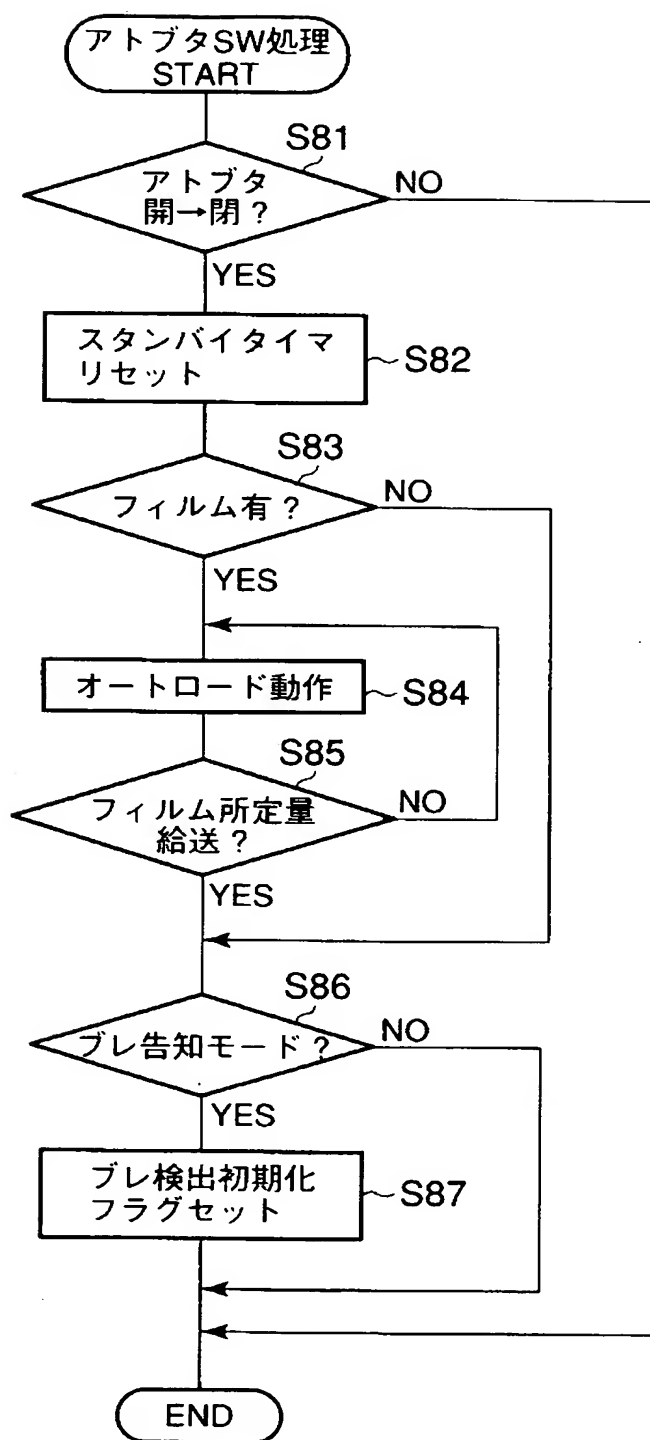 アトブタSW処理
START
S81
アトブタ
開→閉?
NO
YES
スタンバイタイマ
リセット
S82
S83
フィルム有?
NO
YES
オートロード動作
S84
S85
フィルム所定量
給送?
NO
YES
S86
ブレ告知モード?
NO
YES
ブレ検出初期化
フラグセット
S87
END